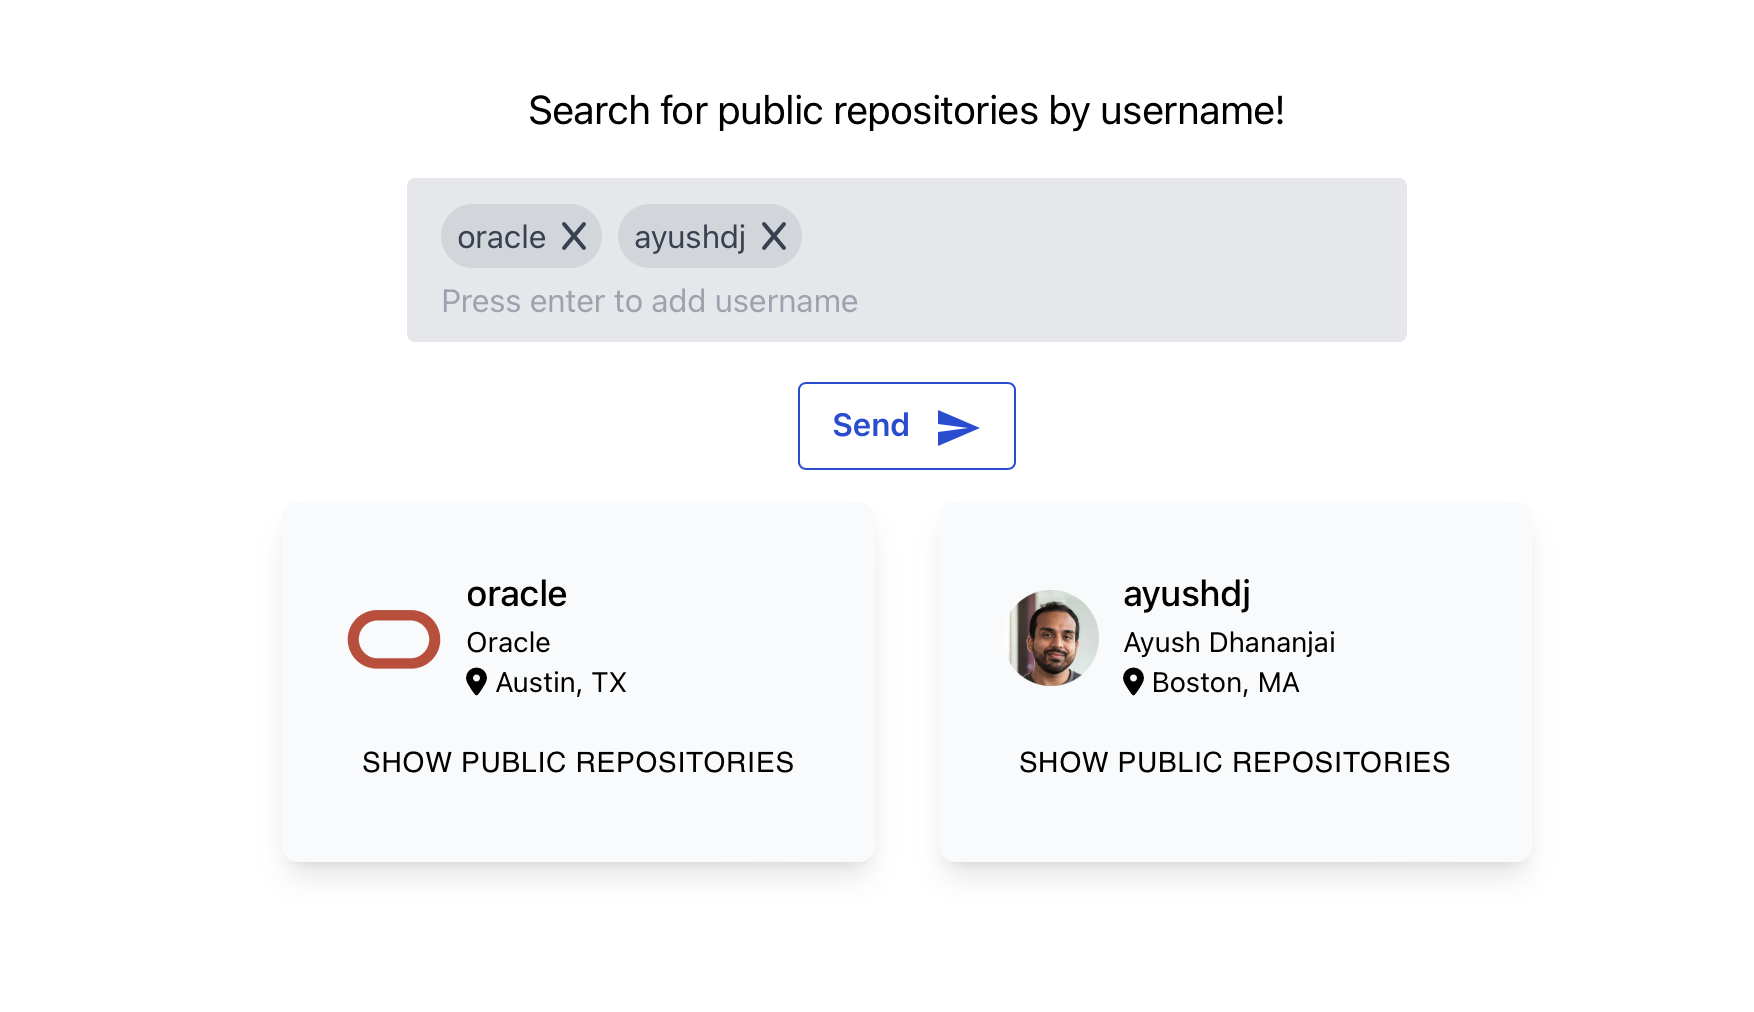 Search for public repositories by username!
oracle X ayushdj X
Press enter to add username
Send
oracle
Oracle
Austin, TX
SHOW PUBLIC REPOSITORIES
ayushdj
Ayush Dhananjai
Boston, MA
SHOW PUBLIC REPOSITORIES